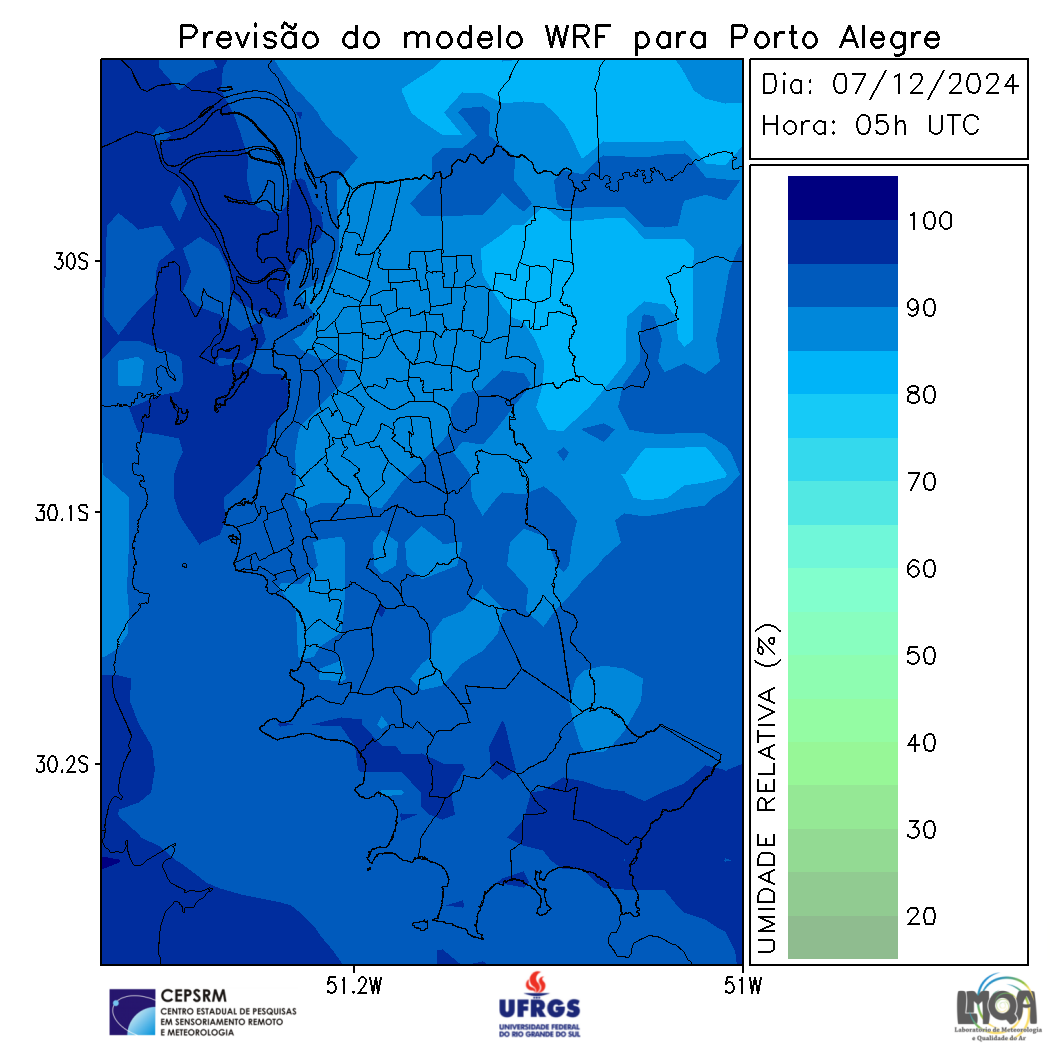 Previsão do modelo WRF para Porto Alegre
Dia: 07/12/2024
Hora: 05h UTC
30S
30.1S
30.2S
51.2W
51W
UMIDADE RELATIVA (%)
100
90
80
70
60
50
40
30
20
CEPSRM
CENTRO ESTADUAL DE PESQUISAS
EM SENSORIAMENTO REMOTO
E METEOROLOGIA
UFRGS
UNIVERSIDADE FEDERAL
DO RIO GRANDE DO SUL
LMQA
Laboratório de Meteorologia
e Qualidade do Ar